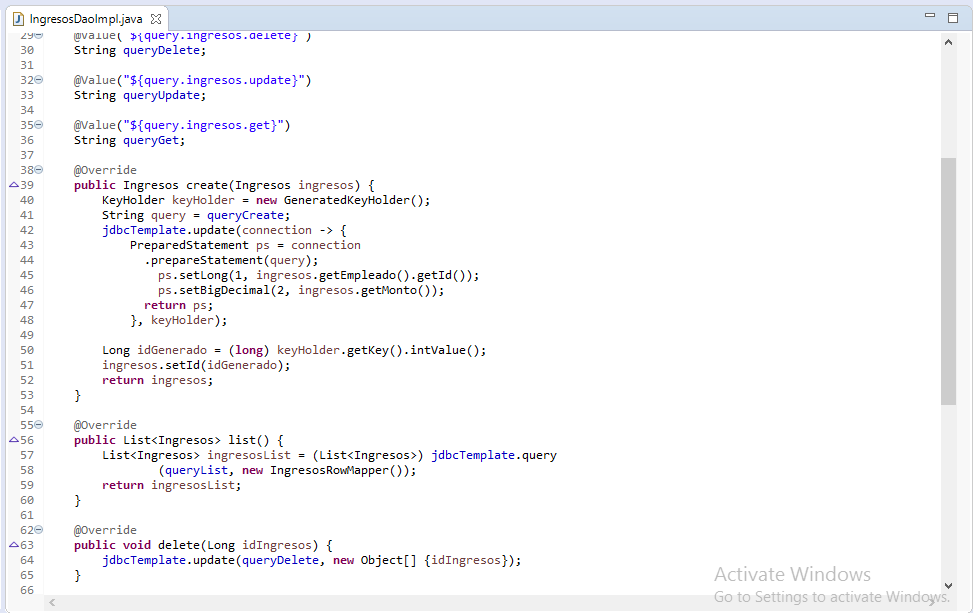 IngresosDaoImpl.java
29 @Value("${query.ingresos.delete}")
30 String queryDelete;
31
32 @Value("${query.ingresos.update}")
33 String queryUpdate;
34
35 @Value("${query.ingresos.get}")
36 String queryGet;
37
38 @Override
39 public Ingresos create(Ingresos ingresos) {
40 KeyHolder keyHolder = new GeneratedKeyHolder();
41 String query = queryCreate;
42 jdbcTemplate.update(connection -> {
43 PreparedStatement ps = connection
44 .prepareStatement(query);
45 ps.setLong(1, ingresos.getEmpleado().getId());
46 ps.setBigDecimal(2, ingresos.getMonto());
47 return ps;
48 }, keyHolder);
49
50 Long idGenerado = (long) keyHolder.getKey().intValue();
51 ingresos.setId(idGenerado);
52 return ingresos;
53 }
54
55 @Override
56 public List<Ingresos> list() {
57 List<Ingresos> ingresosList = (List<Ingresos>) jdbcTemplate.query
58 (queryList, new IngresosRowMapper());
59 return ingresosList;
60 }
61
62 @Override
63 public void delete(Long idIngresos) {
64 jdbcTemplate.update(queryDelete, new Object[] {idIngresos});
65 }
66
Activate Windows
Go to Settings to activate Windows.